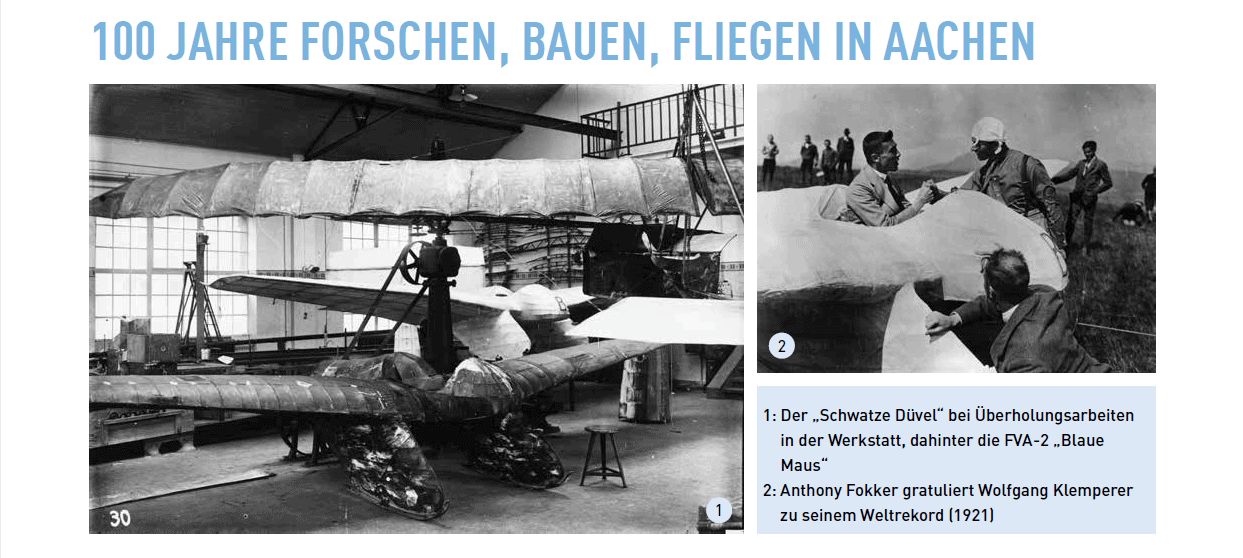 100 JAHRE FORSCHEN, BAUEN, FLIEGEN IN AACHEN
30
1
2
1: Der „Schwatze Düvel“ bei Überholungsarbeiten
in der Werkstatt, dahinter die FVA-2 „Blaue
Maus“
2: Anthony Fokker gratuliert Wolfgang Klemperer
zu seinem Weltrekord (1921)